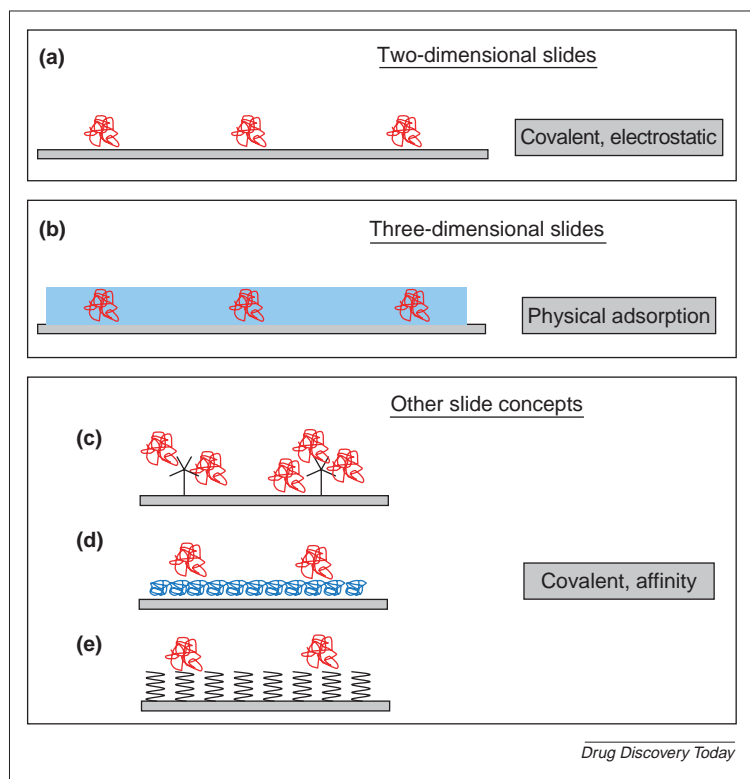 (a)
Two-dimensional slides
Covalent, electrostatic
(b)
Three-dimensional slides
Physical adsorption
Other slide concepts
(c)
(d)
Covalent, affinity
(e)
Drug Discovery Today